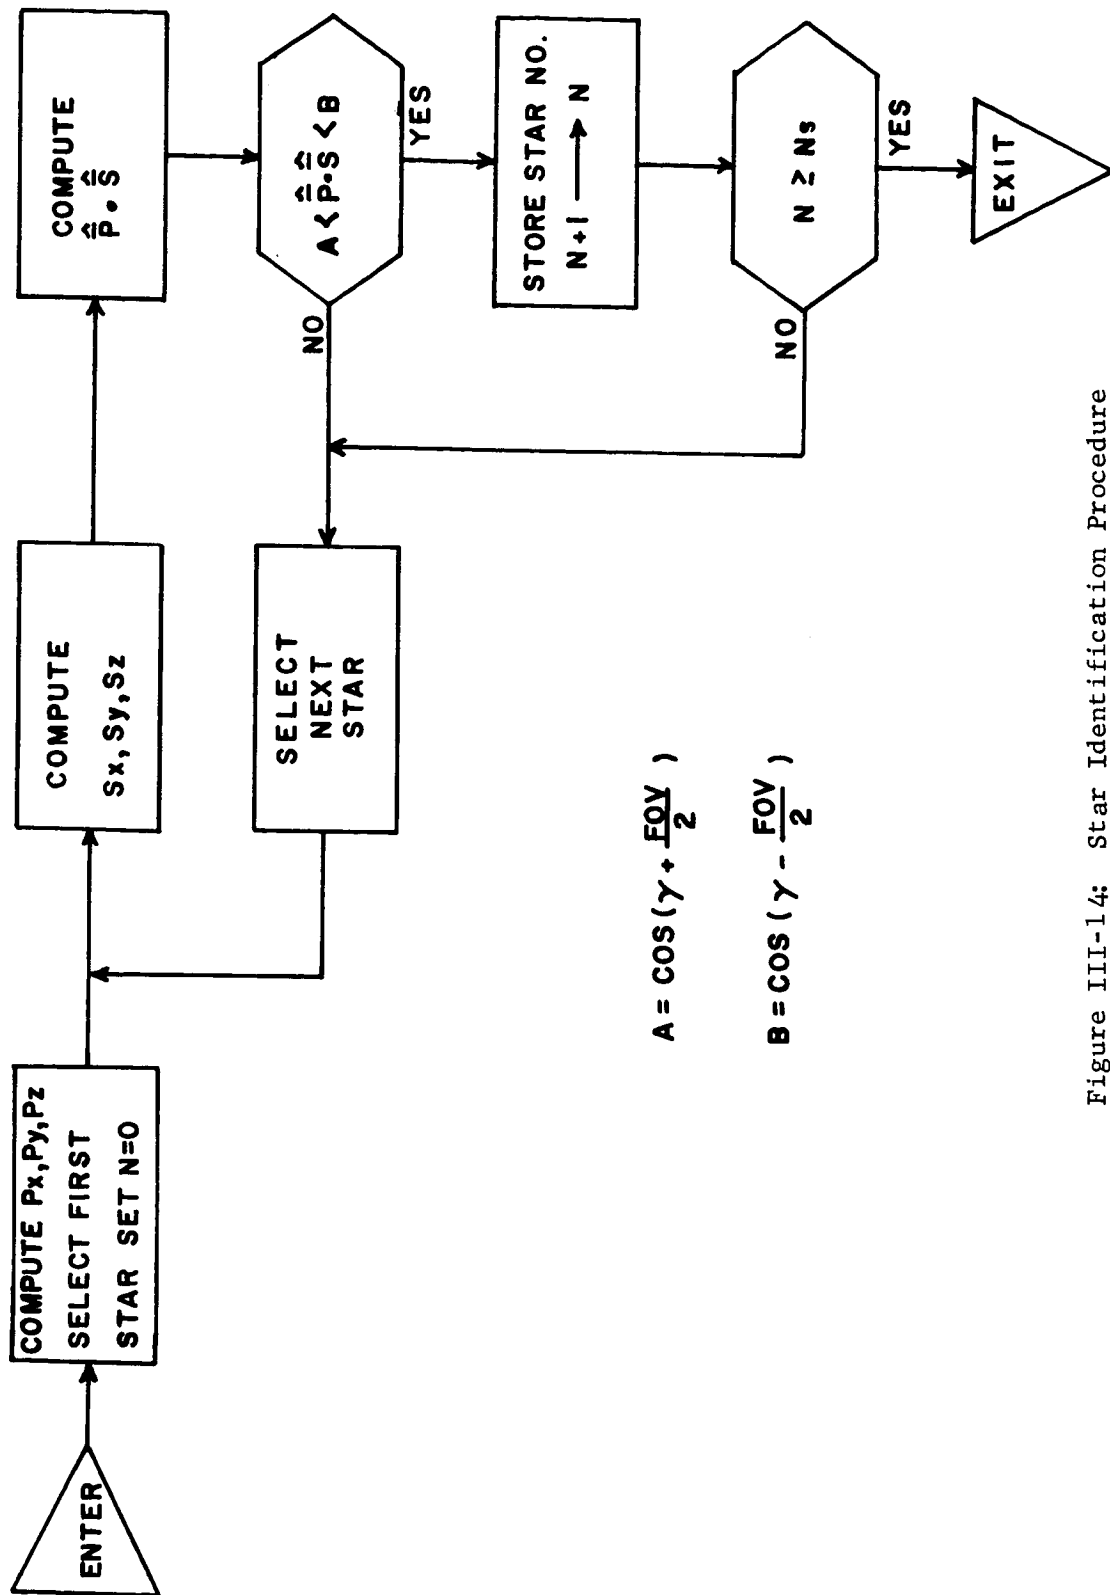 ENTER
COMPUTE Px,Py,Pz
SELECT FIRST
STAR SET N=0
COMPUTE
Sx, Sy, Sz
COMPUTE
P̂ • Ŝ
SELECT
NEXT
STAR
A < P̂ • Ŝ < B
NO
YES
STORE STAR NO.
N+1 → N
N ≥ Ns
NO
YES
EXIT
A = COS(γ + FOV/2)
B = COS(γ - FOV/2)
Figure III-14: Star Identification Procedure